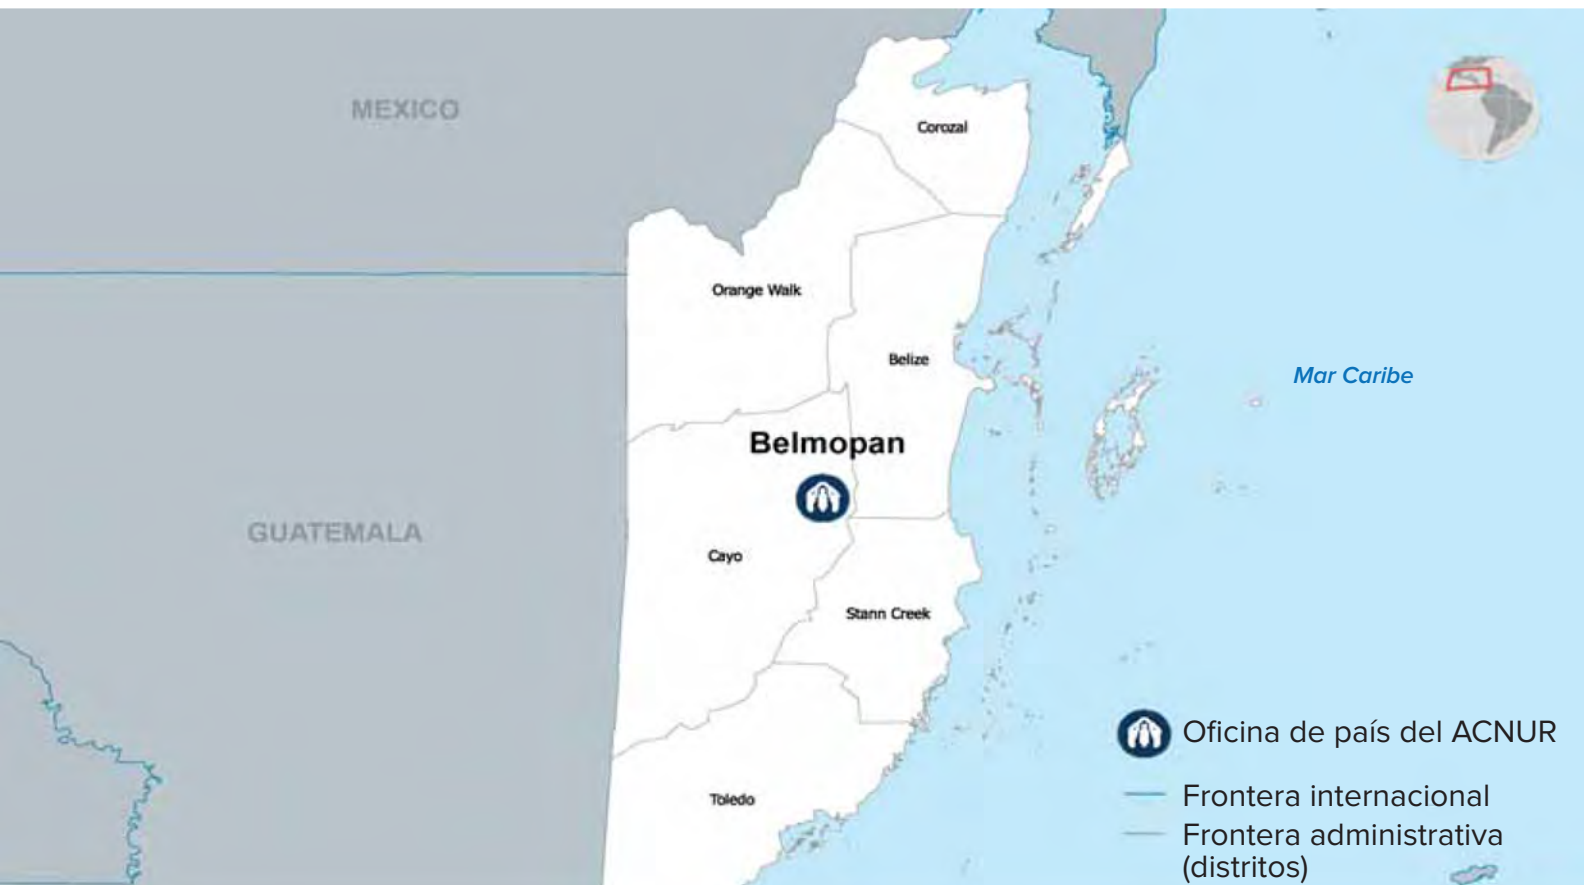 MEXICO
Corozal
Orange Walk
Belize
Mar Caribe
Belmopan
GUATEMALA
Cayo
Stann Creek
Toledo
Oficina de país del ACNUR
Frontera internacional
Frontera administrativa
(distritos)